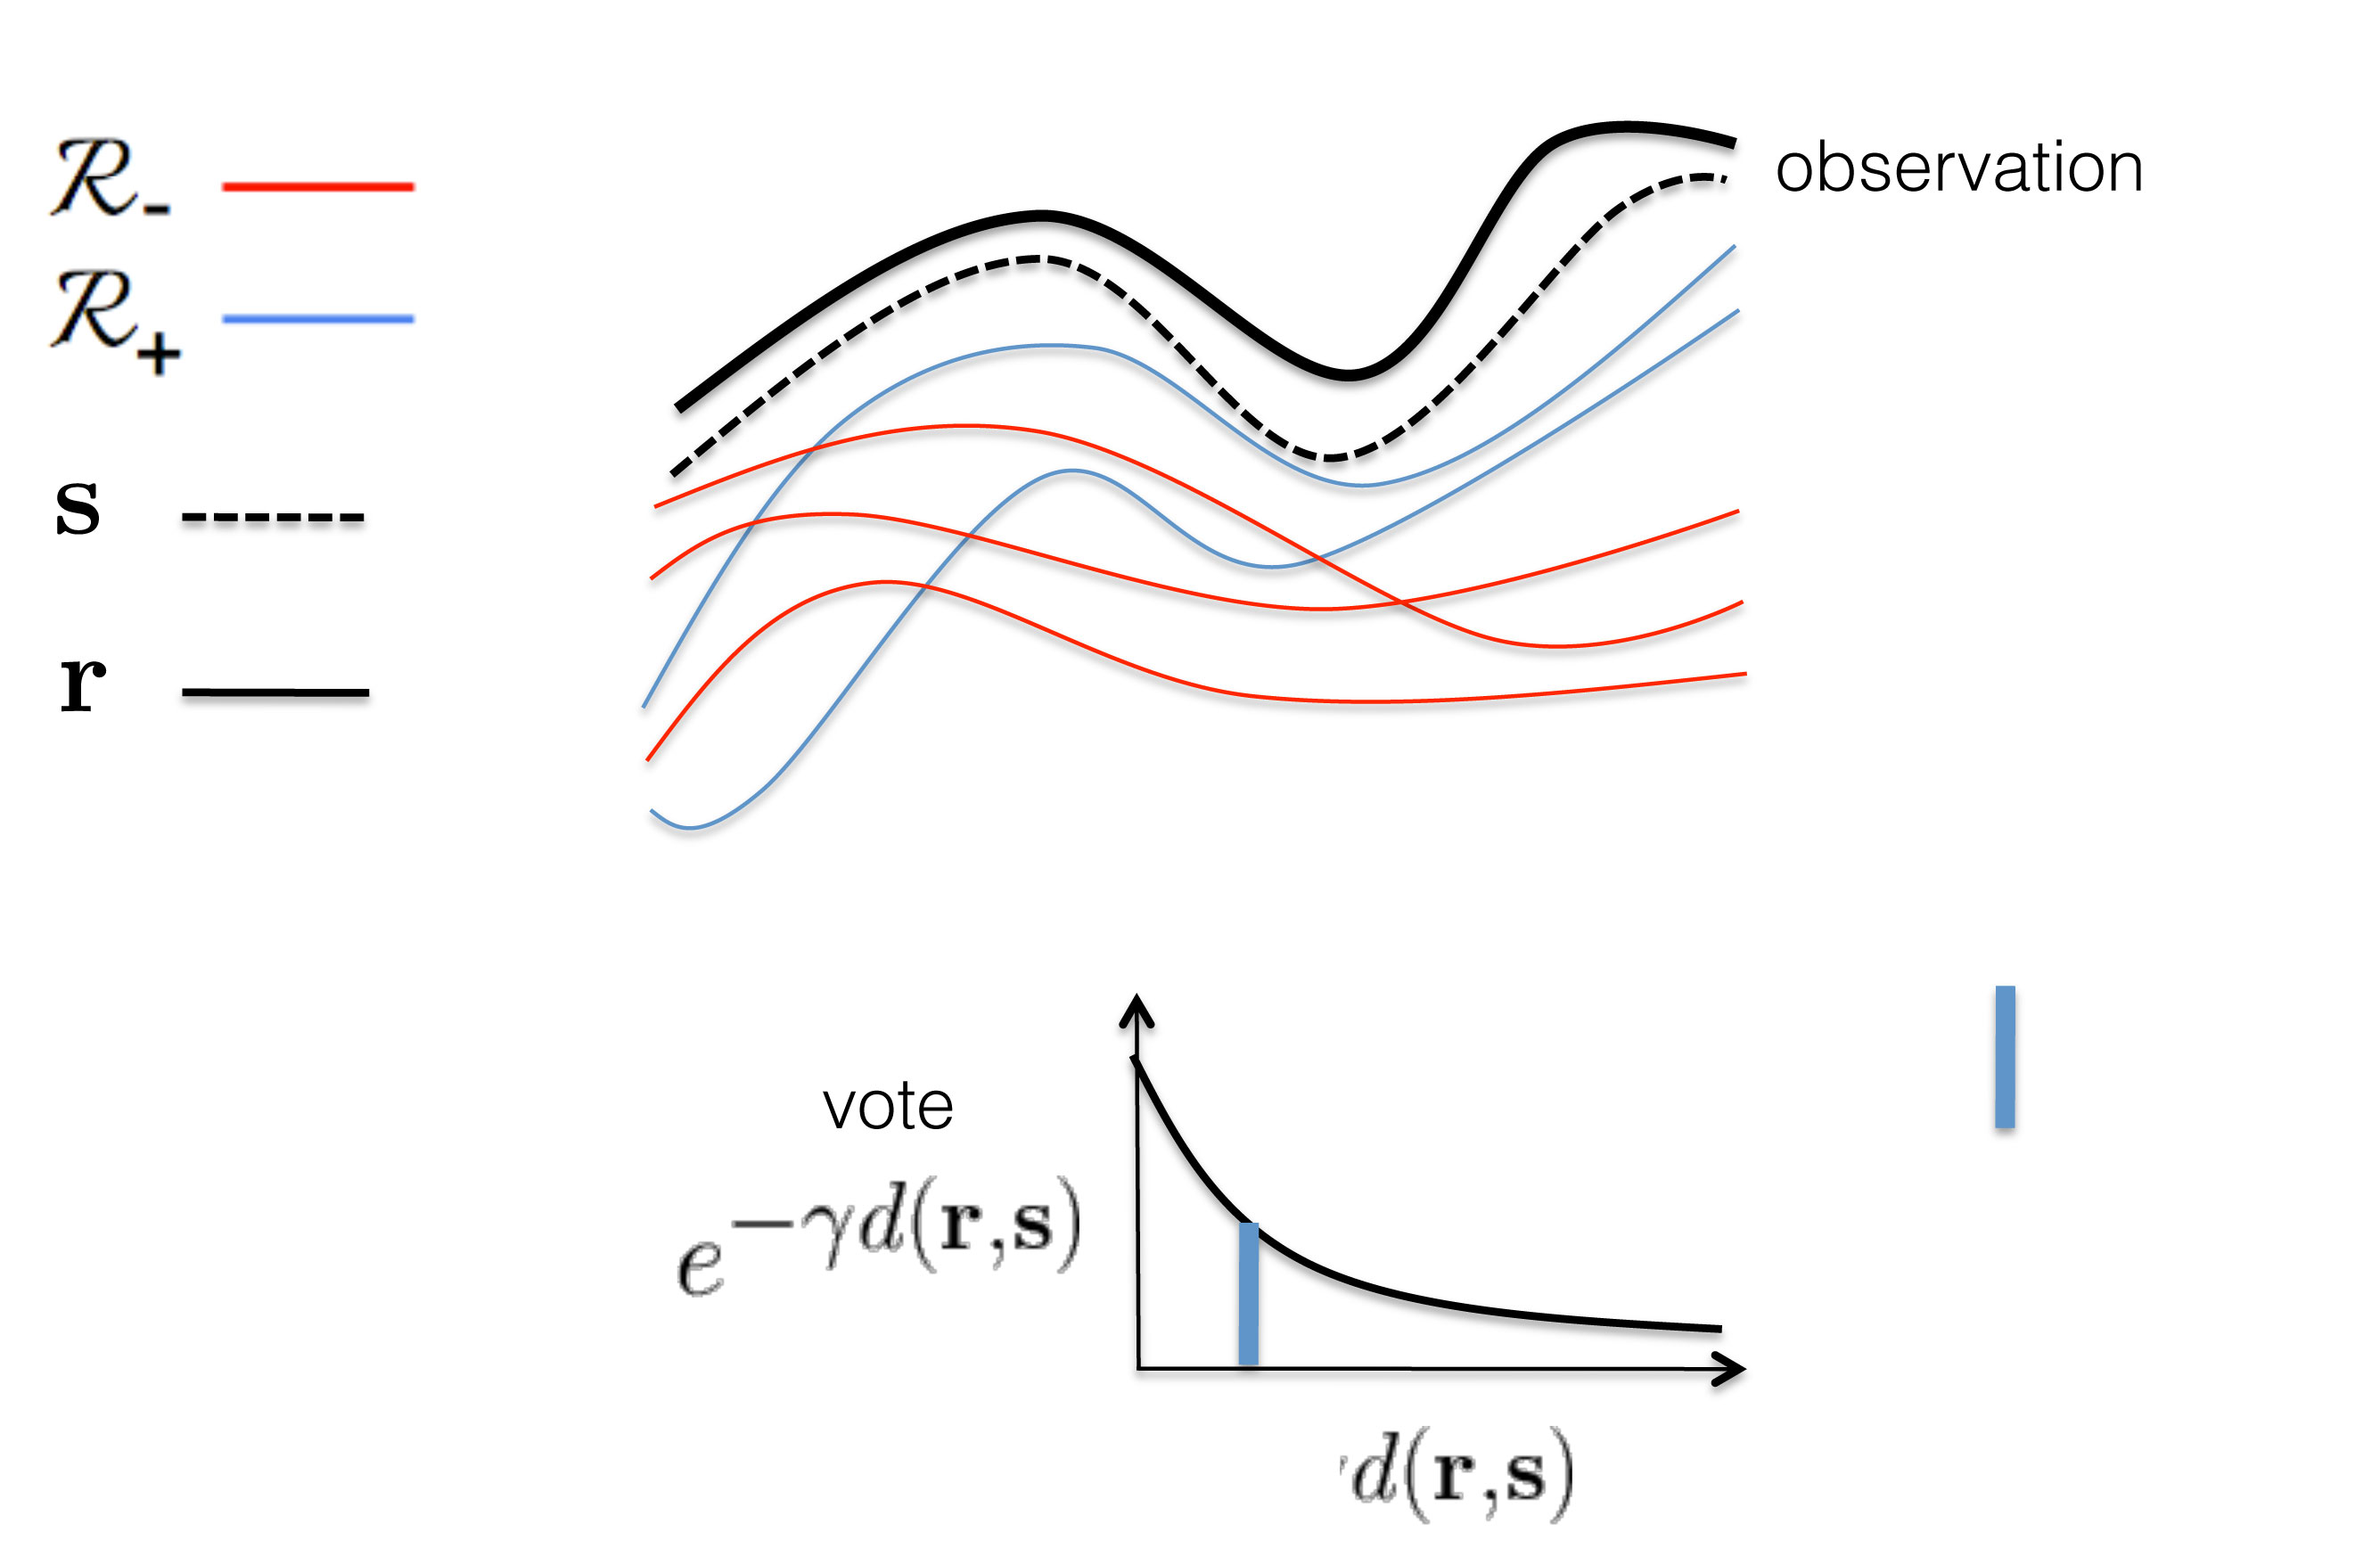 ℛ-
ℛ+
s
r
observation
vote
e^{-γd(r,s)}
d(r,s)